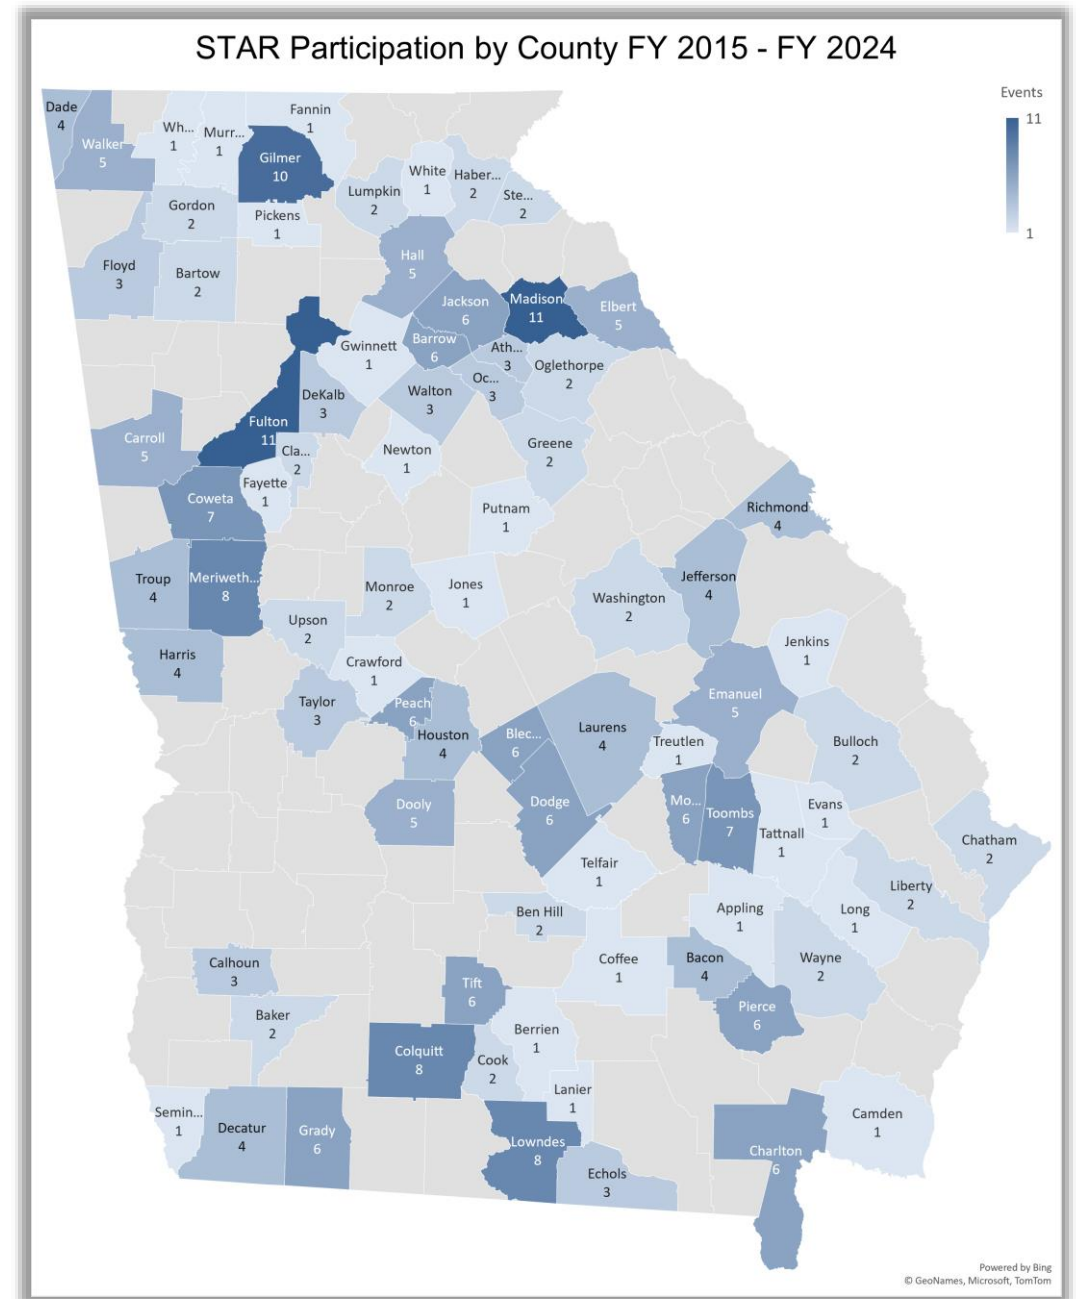 STAR Participation by County FY 2015 - FY 2024
Events
11
1
Dade
4
Walker
5
Wh...
1
Murr...
1
Fannin
1
Gilmer
10
Lumpkin
2
White
1
Haber...
2
Ste...
2
Gordon
2
Pickens
1
Floyd
3
Bartow
2
Hall
5
Jackson
6
Madison
11
Elbert
5
Gwinnett
1
Barrow
6
Ath...
3
Oglethorpe
2
Oc...
3
Walton
3
DeKalb
3
Fulton
11
Carroll
5
Cla...
2
Newton
1
Greene
2
Fayette
1
Coweta
7
Putnam
1
Richmond
4
Troup
4
Meriweth...
8
Monroe
2
Jones
1
Washington
2
Jefferson
4
Upson
2
Jenkins
1
Harris
4
Crawford
1
Taylor
3
Peach
6
Houston
4
Blec...
6
Laurens
4
Emanuel
5
Treutlen
1
Bulloch
2
Dooly
5
Dodge
6
Mo...
6
Toombs
7
Evans
1
Tattnall
1
Chatham
2
Telfair
1
Liberty
2
Ben Hill
2
Appling
1
Long
1
Calhoun
3
Coffee
1
Bacon
4
Wayne
2
Tift
6
Pierce
6
Baker
2
Berrien
1
Colquitt
8
Cook
2
Lanier
1
Semin...
1
Decatur
4
Grady
6
Lowndes
8
Echols
3
Charlton
6
Camden
1
Powered by Bing
© GeoNames, Microsoft, TomTom